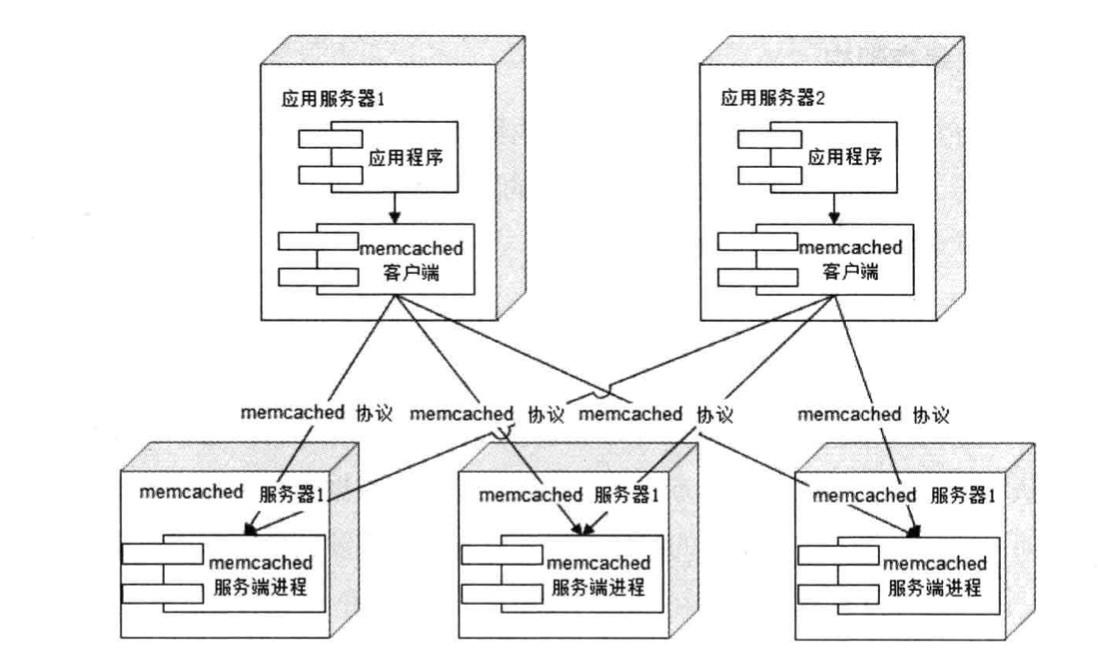 应用服务器1
应用服务器2
应用程序
应用程序
memcached
客户端
memcached
客户端
memcached 协议
memcached 协议
memcached 协议
memcached 协议
memcached 服务器1
memcached 服务器1
memcached 服务器1
memcached
服务端进程
memcached
服务端进程
memcached
服务端进程